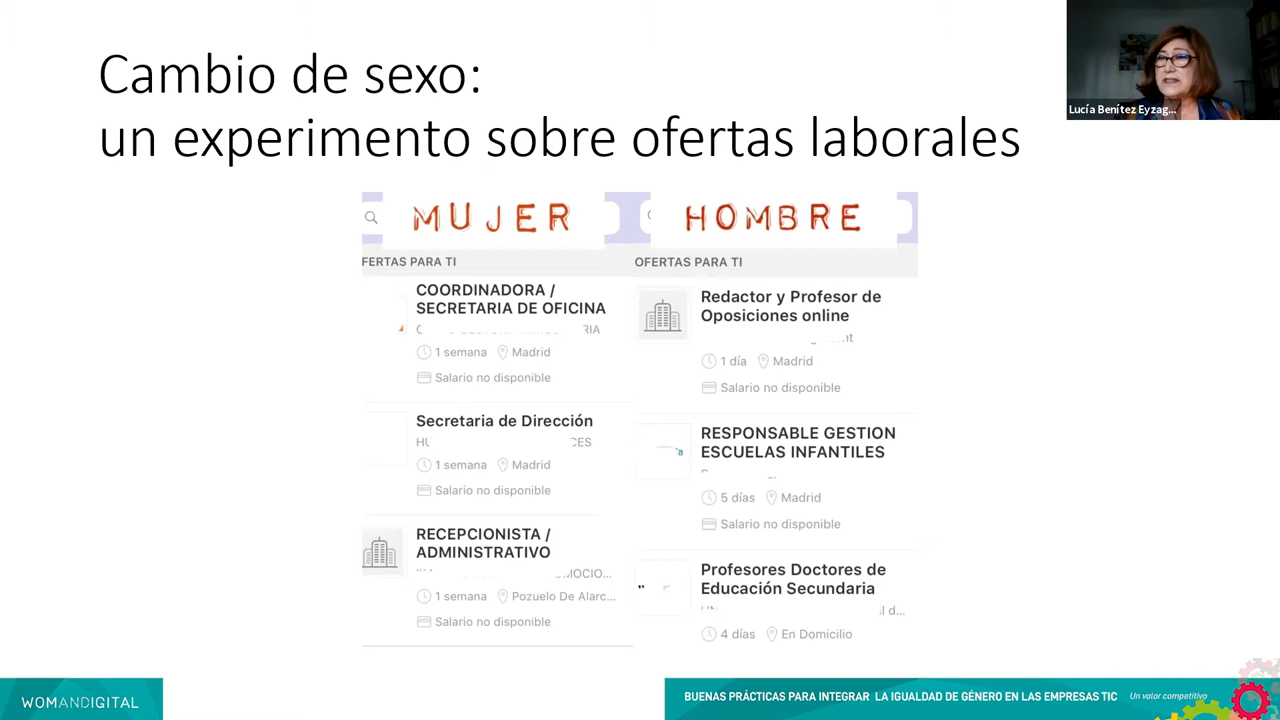 Cambio de sexo:
un experimento sobre ofertas laborales
Lucía Benítez Eyzag...
MUJER
FERTAS PARA TI
COORDINADORA /
SECRETARIA DE OFICINA
RIA
1 semana Madrid
Salario no disponible
Secretaria de Dirección
CES
1 semana Madrid
Salario no disponible
RECEPCIONISTA /
ADMINISTRATIVO
OMOCIO...
1 semana Pozuelo De Alarc...
Salario no disponible
HOMBRE
OFERTAS PARA TI
Redactor y Profesor de
Oposiciones online
1 día Madrid
Salario no disponible
RESPONSABLE GESTION
ESCUELAS INFANTILES
5 días Madrid
Salario no disponible
Profesores Doctores de
Educación Secundaria
4 días En Domicilio
WOMANDIGITAL
BUENAS PRÁCTICAS PARA INTEGRAR LA IGUALDAD DE GÉNERO EN LAS EMPRESAS TIC
Un valor competitivo